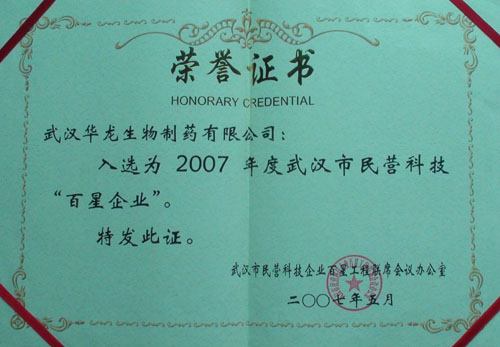 荣誉证书
HONORARY CREDENTIAL
武汉华龙生物制药有限公司：
入选为 2007 年度武汉市民营科技
“百星企业”。
特发此证。
武汉市民营科技企业百星工程联席会议办公室
二〇〇七年五月